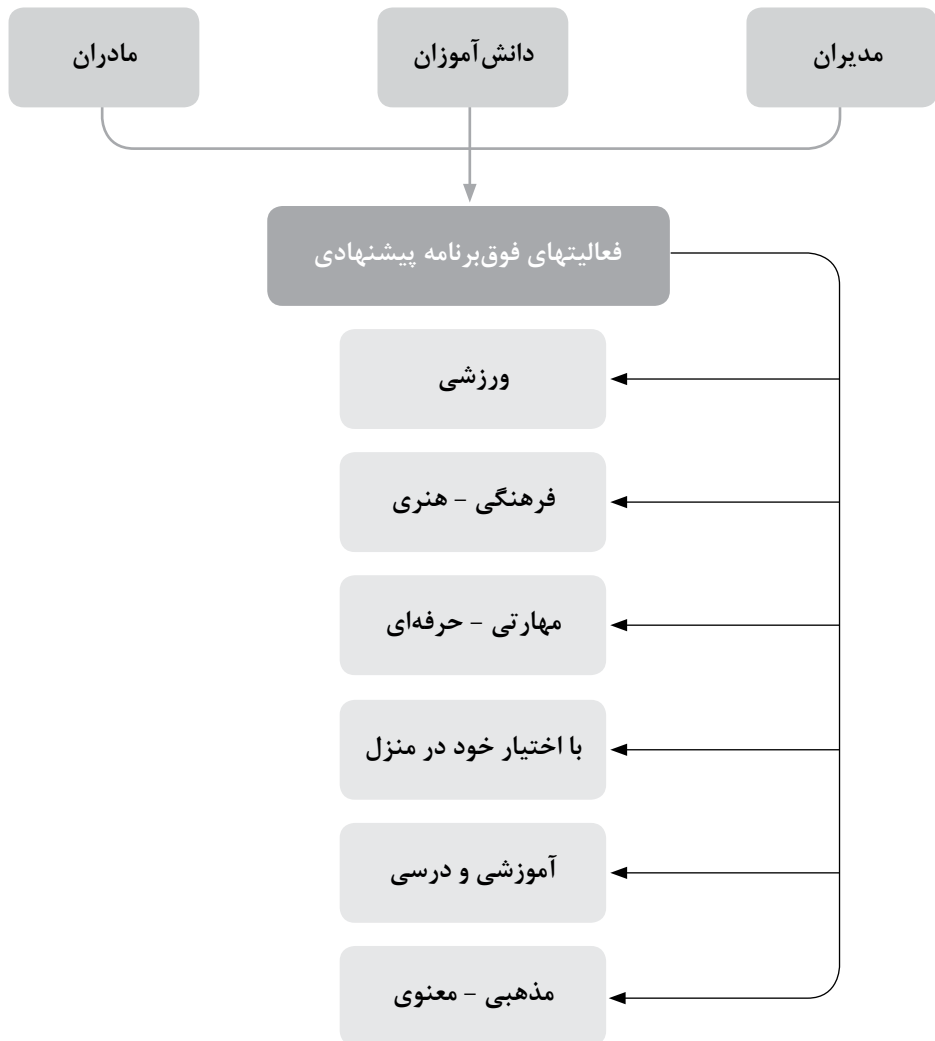 مدیران
دانش‌آموزان
مادران
فعالیتهای فوق‌برنامه پیشنهادی
ورزشی
فرهنگی – هنری
مهارتی – حرفه‌ای
با اختیار خود در منزل
آموزشی و درسی
مذهبی – معنوی